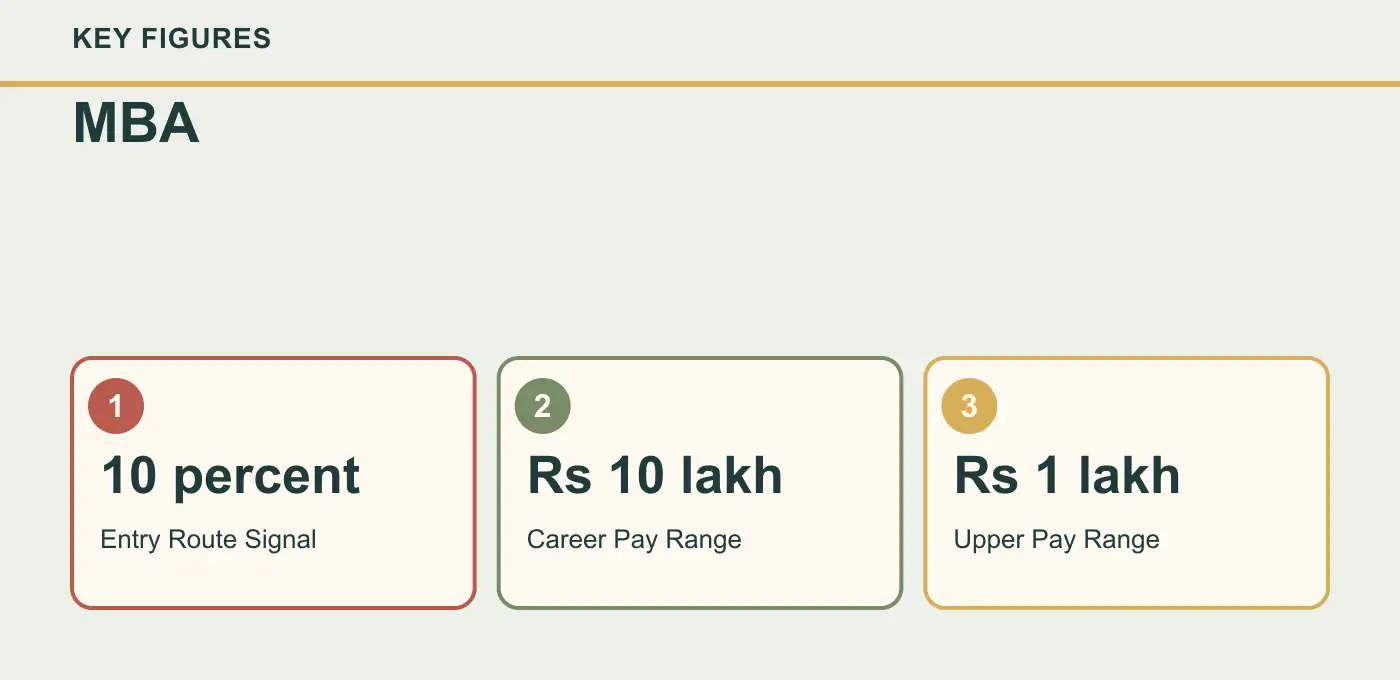 KEY FIGURES
MBA
1
10 percent
Entry Route Signal
2
Rs 10 lakh
Career Pay Range
3
Rs 1 lakh
Upper Pay Range